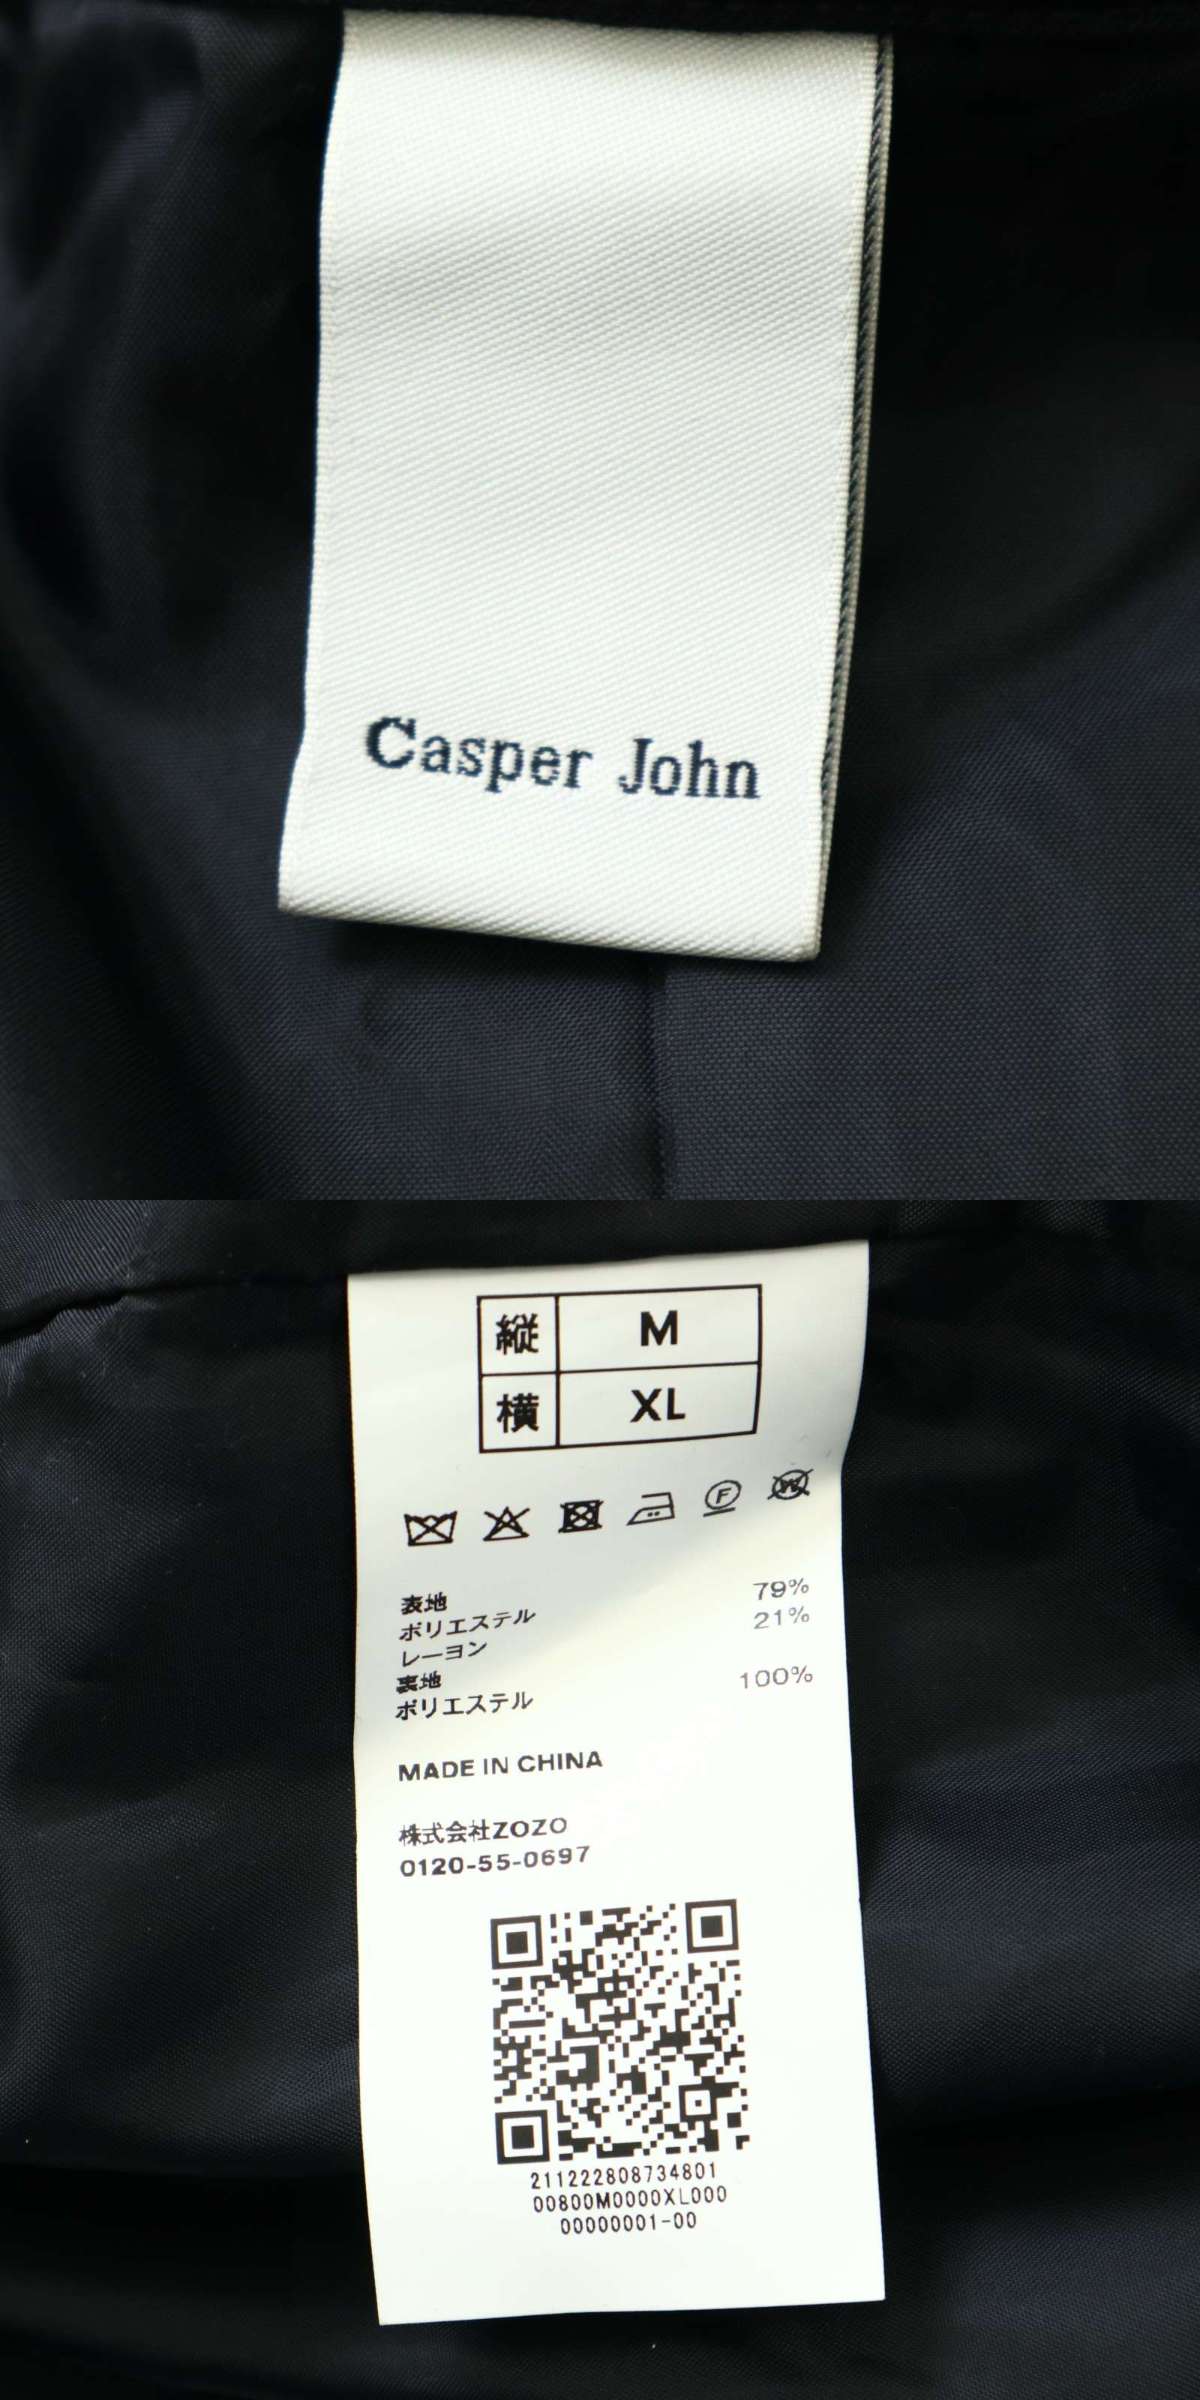 Casper John
縦 M
横 XL
F W
表地
ポリエステル 79%
レーヨン 21%
裏地
ポリエステル 100%
MADE IN CHINA
株式会社ZOZO
0120-55-0697
211222808734801
00800M0000XL000
00000001-00